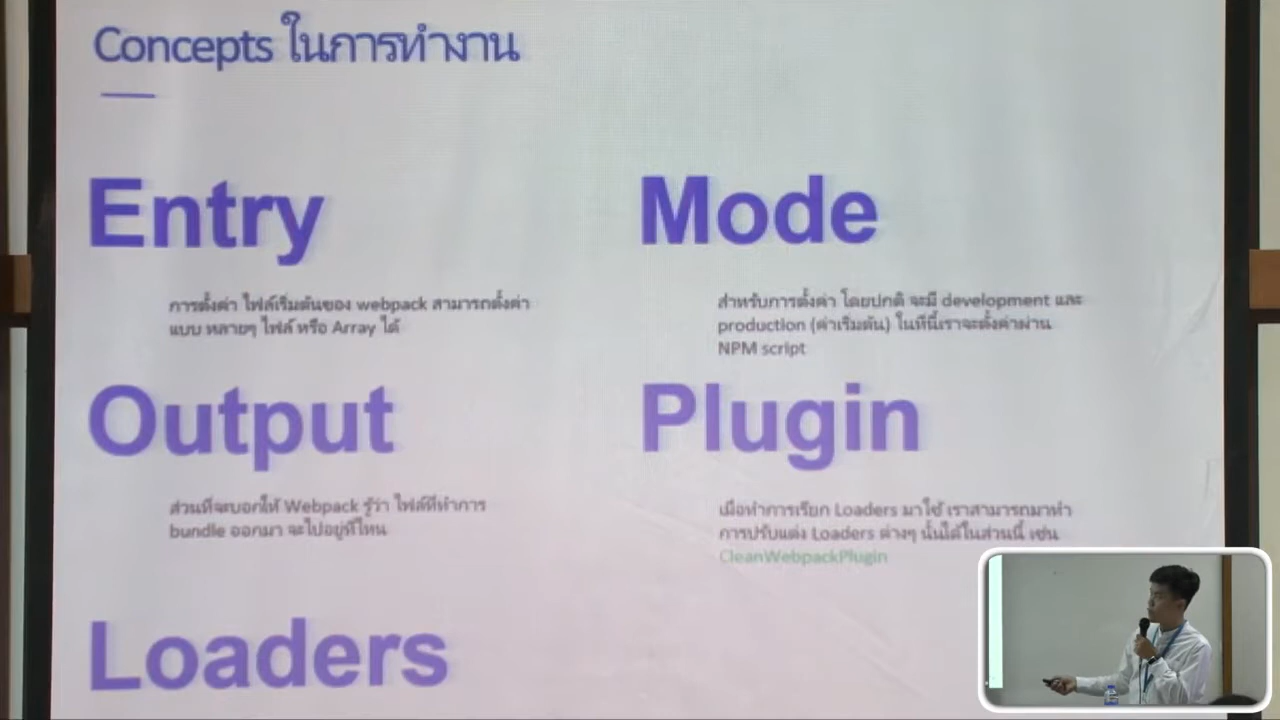 Concepts ในการทำงาน
Entry
การตั้งค่า ไฟล์เริ่มต้นของ webpack สามารถตั้งค่า
แบบ หลายๆ ไฟล์ หรือ Array ได้
Mode
สำหรับการตั้งค่า โดยปกติ จะมี development และ
production (ค่าเริ่มต้น) ในที่นี้เราจะตั้งค่าผ่าน
NPM script
Output
ส่วนที่จะบอกให้ Webpack รู้ว่า ไฟล์ที่ทำการ
bundle ออกมา จะไปอยู่ที่ไหน
Plugin
เมื่อทำการเรียก Loaders มาใช้ เราสามารถมาทำ
การปรับแต่ง Loaders ต่างๆ นั้นได้ในส่วนนี้ เช่น
CleanWebpackPlugin
Loaders